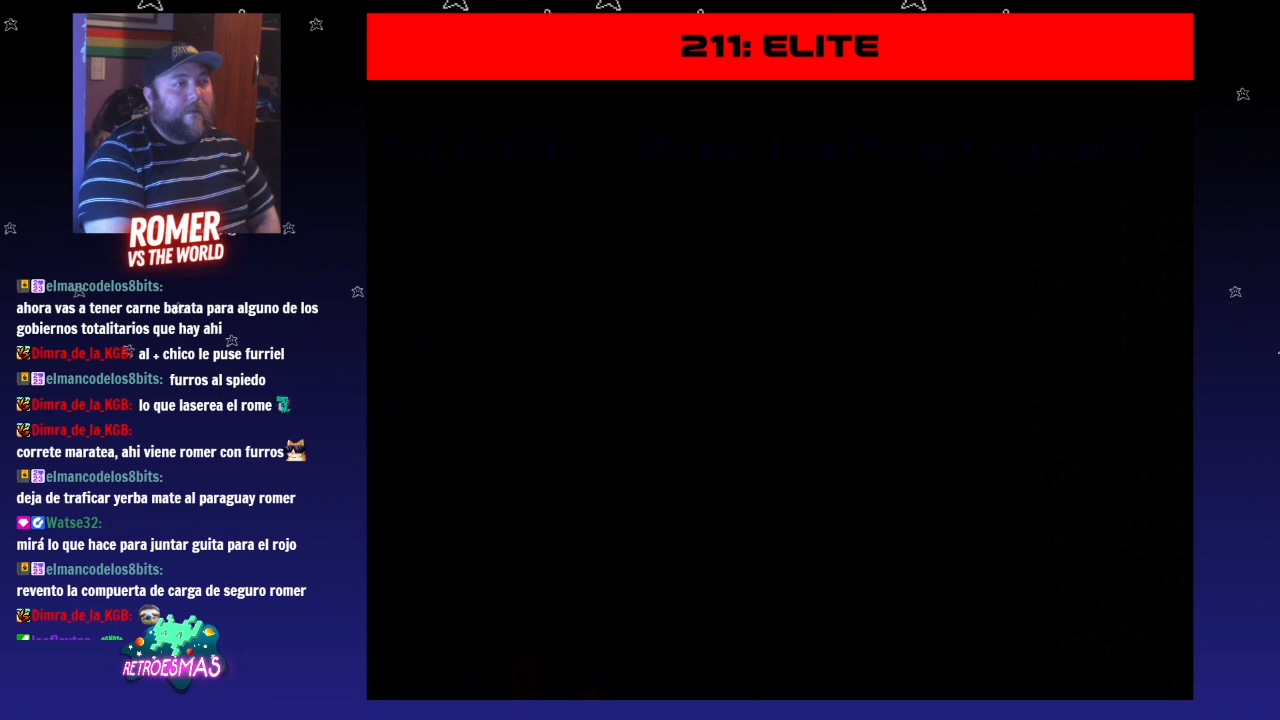 211: ELITE
ROMER
VS THE WORLD
elmancodelos8bits:
ahora vas a tener carne barata para alguno de los
gobiernos totalitarios que hay ahi
Dimra_de_la_KGB: al + chico le puse furriel
elmancodelos8bits: furros al spiedo
Dimra_de_la_KGB: lo que laserea el rome
Dimra_de_la_KGB:
correte maratea, ahi viene romer con furros
elmancodelos8bits:
deja de traficar yerba mate al paraguay romer
Watse32:
mirá lo que hace para juntar guita para el rojo
elmancodelos8bits:
revento la compuerta de carga de seguro romer
Dimra_de_la_KGB:
RETROESMAS